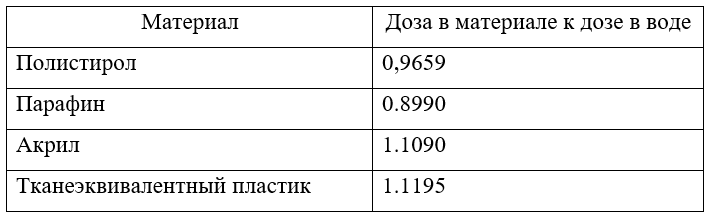 Материал Доза в материале к дозе в воде
Полистирол 0,9659
Парафин 0.8990
Акрил 1.1090
Тканеэквивалентный пластик 1.1195